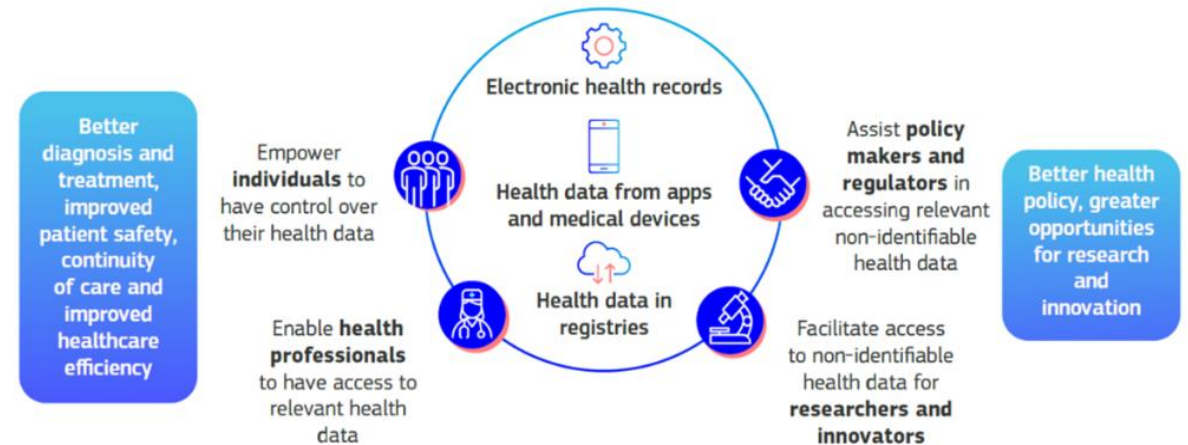 Better
diagnosis and
treatment,
improved
patient safety,
continuity
of care and
improved
healthcare
efficiency
Empower
individuals to
have control over
their health data
Enable health
professionals
to have access to
relevant health
data
Electronic health records
Health data from apps
and medical devices
Health data in
registries
Assist policy
makers and
regulators in
accessing relevant
non-identifiable
health data
Facilitate access
to non-identifiable
health data for
researchers and
innovators
Better health
policy, greater
opportunities
for research
and
innovation